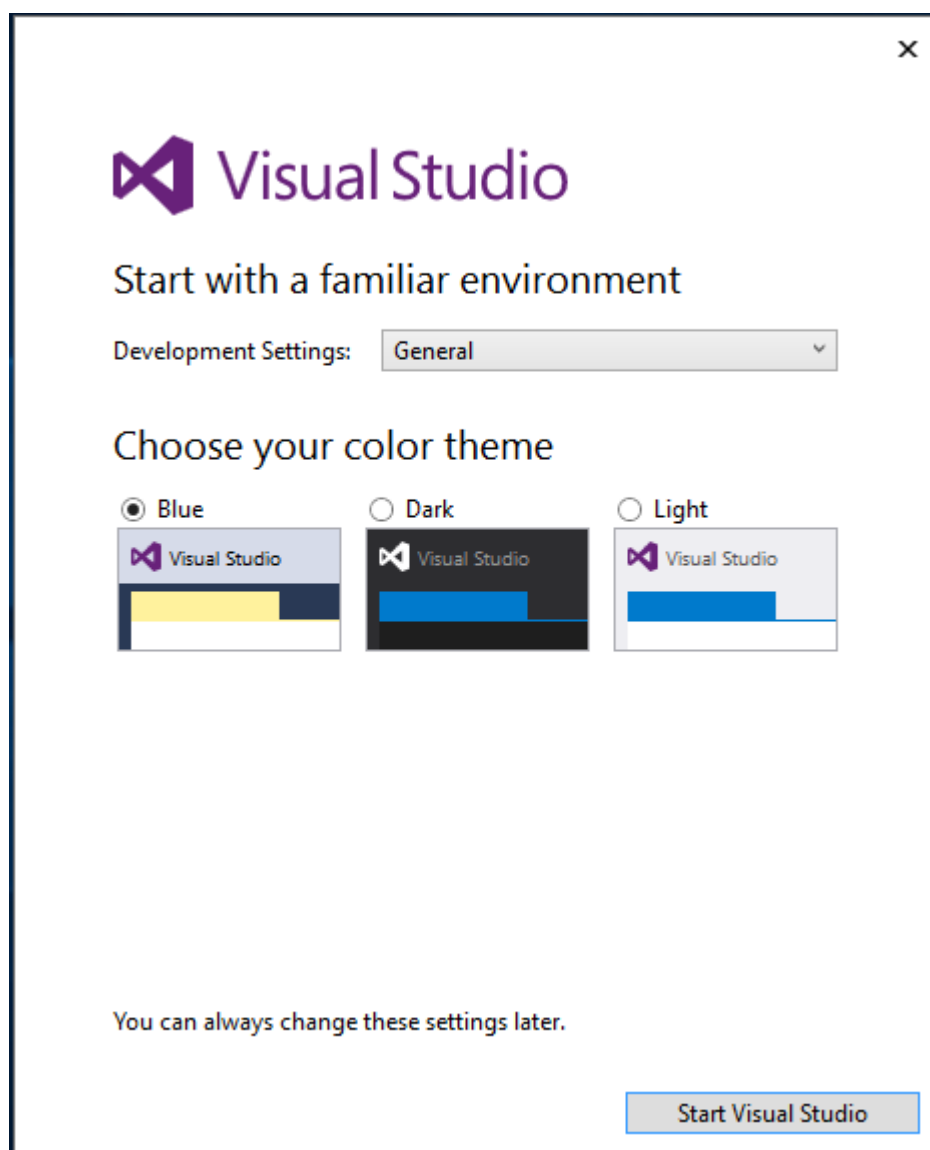 Visual Studio
Start with a familiar environment
Development Settings: General
Choose your color theme
Blue Dark Light
Visual Studio Visual Studio Visual Studio
You can always change these settings later.
Start Visual Studio